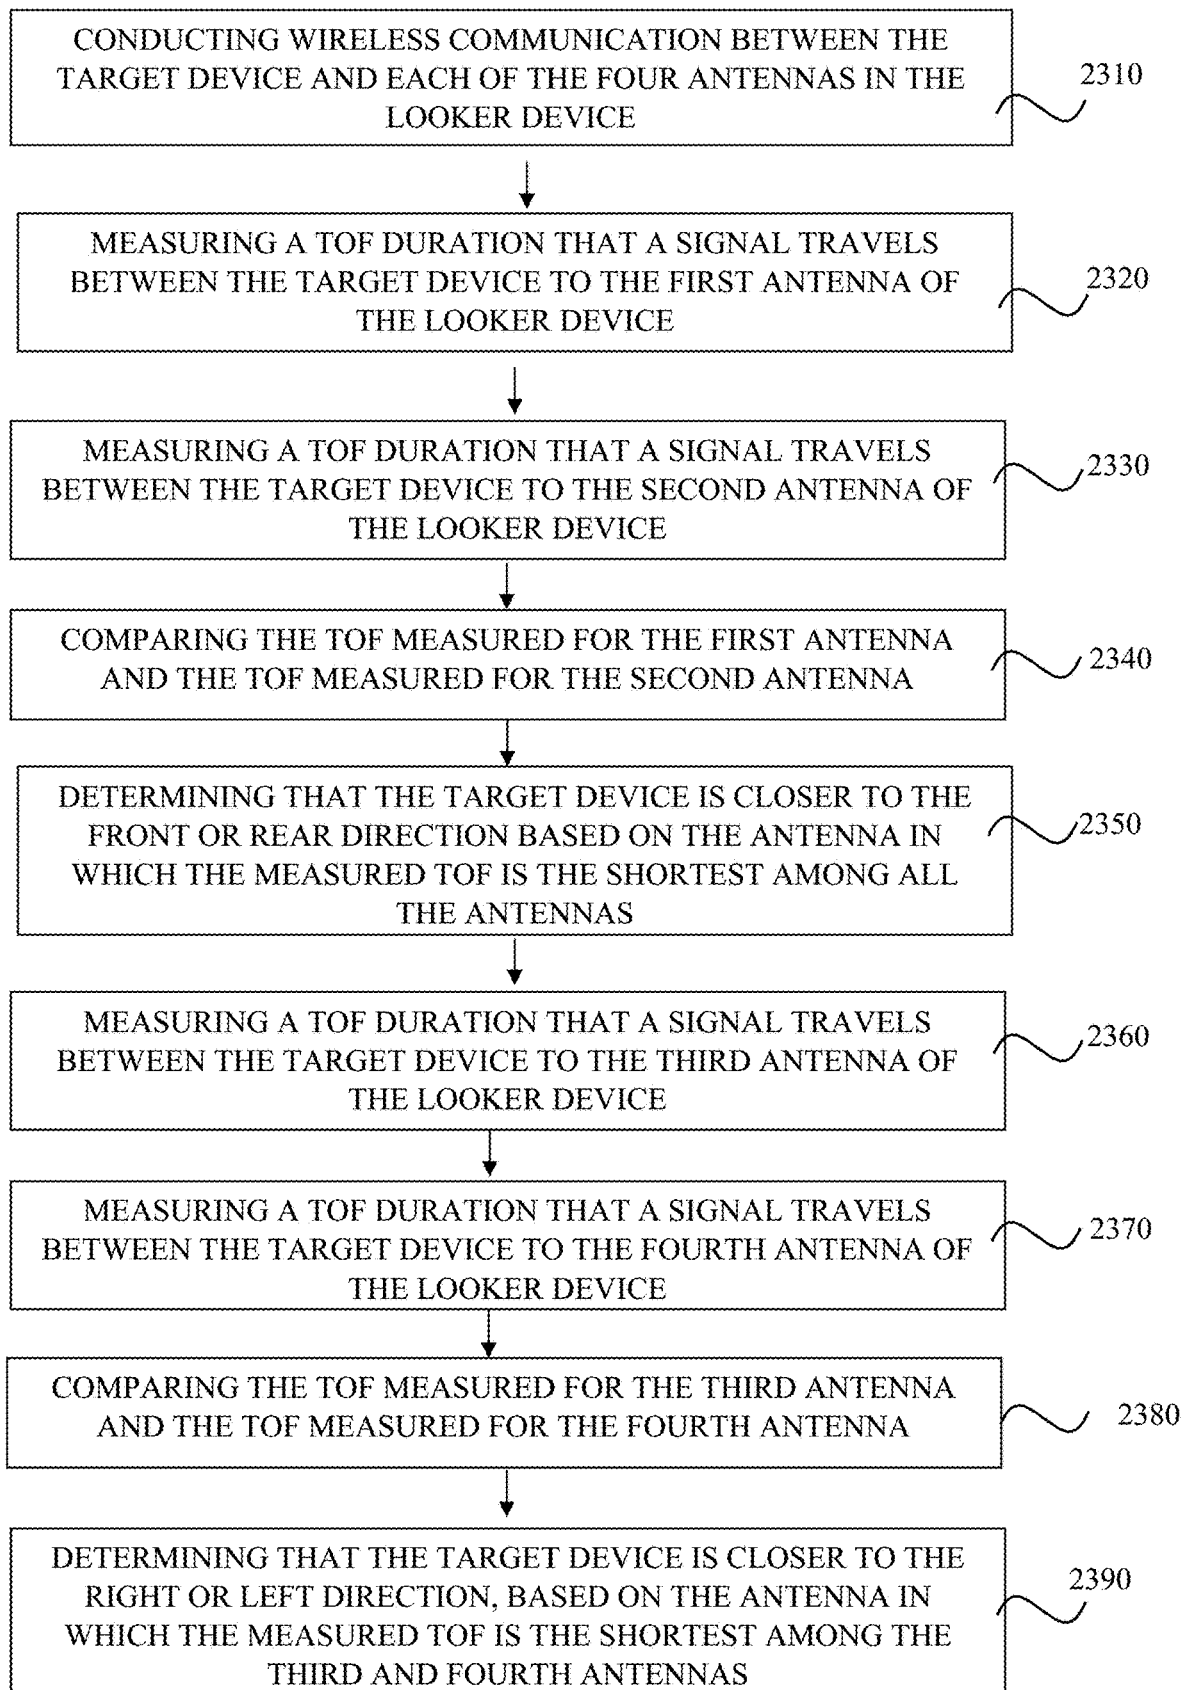 CONDUCTING WIRELESS COMMUNICATION BETWEEN THE
TARGET DEVICE AND EACH OF THE FOUR ANTENNAS IN THE
LOOKER DEVICE
2310
MEASURING A TOF DURATION THAT A SIGNAL TRAVELS
BETWEEN THE TARGET DEVICE TO THE FIRST ANTENNA OF
THE LOOKER DEVICE
2320
MEASURING A TOF DURATION THAT A SIGNAL TRAVELS
BETWEEN THE TARGET DEVICE TO THE SECOND ANTENNA OF
THE LOOKER DEVICE
2330
COMPARING THE TOF MEASURED FOR THE FIRST ANTENNA
AND THE TOF MEASURED FOR THE SECOND ANTENNA
2340
DETERMINING THAT THE TARGET DEVICE IS CLOSER TO THE
FRONT OR REAR DIRECTION BASED ON THE ANTENNA IN
WHICH THE MEASURED TOF IS THE SHORTEST AMONG ALL
THE ANTENNAS
2350
MEASURING A TOF DURATION THAT A SIGNAL TRAVELS
BETWEEN THE TARGET DEVICE TO THE THIRD ANTENNA OF
THE LOOKER DEVICE
2360
MEASURING A TOF DURATION THAT A SIGNAL TRAVELS
BETWEEN THE TARGET DEVICE TO THE FOURTH ANTENNA OF
THE LOOKER DEVICE
2370
COMPARING THE TOF MEASURED FOR THE THIRD ANTENNA
AND THE TOF MEASURED FOR THE FOURTH ANTENNA
2380
DETERMINING THAT THE TARGET DEVICE IS CLOSER TO THE
RIGHT OR LEFT DIRECTION, BASED ON THE ANTENNA IN
WHICH THE MEASURED TOF IS THE SHORTEST AMONG THE
THIRD AND FOURTH ANTENNAS
2390